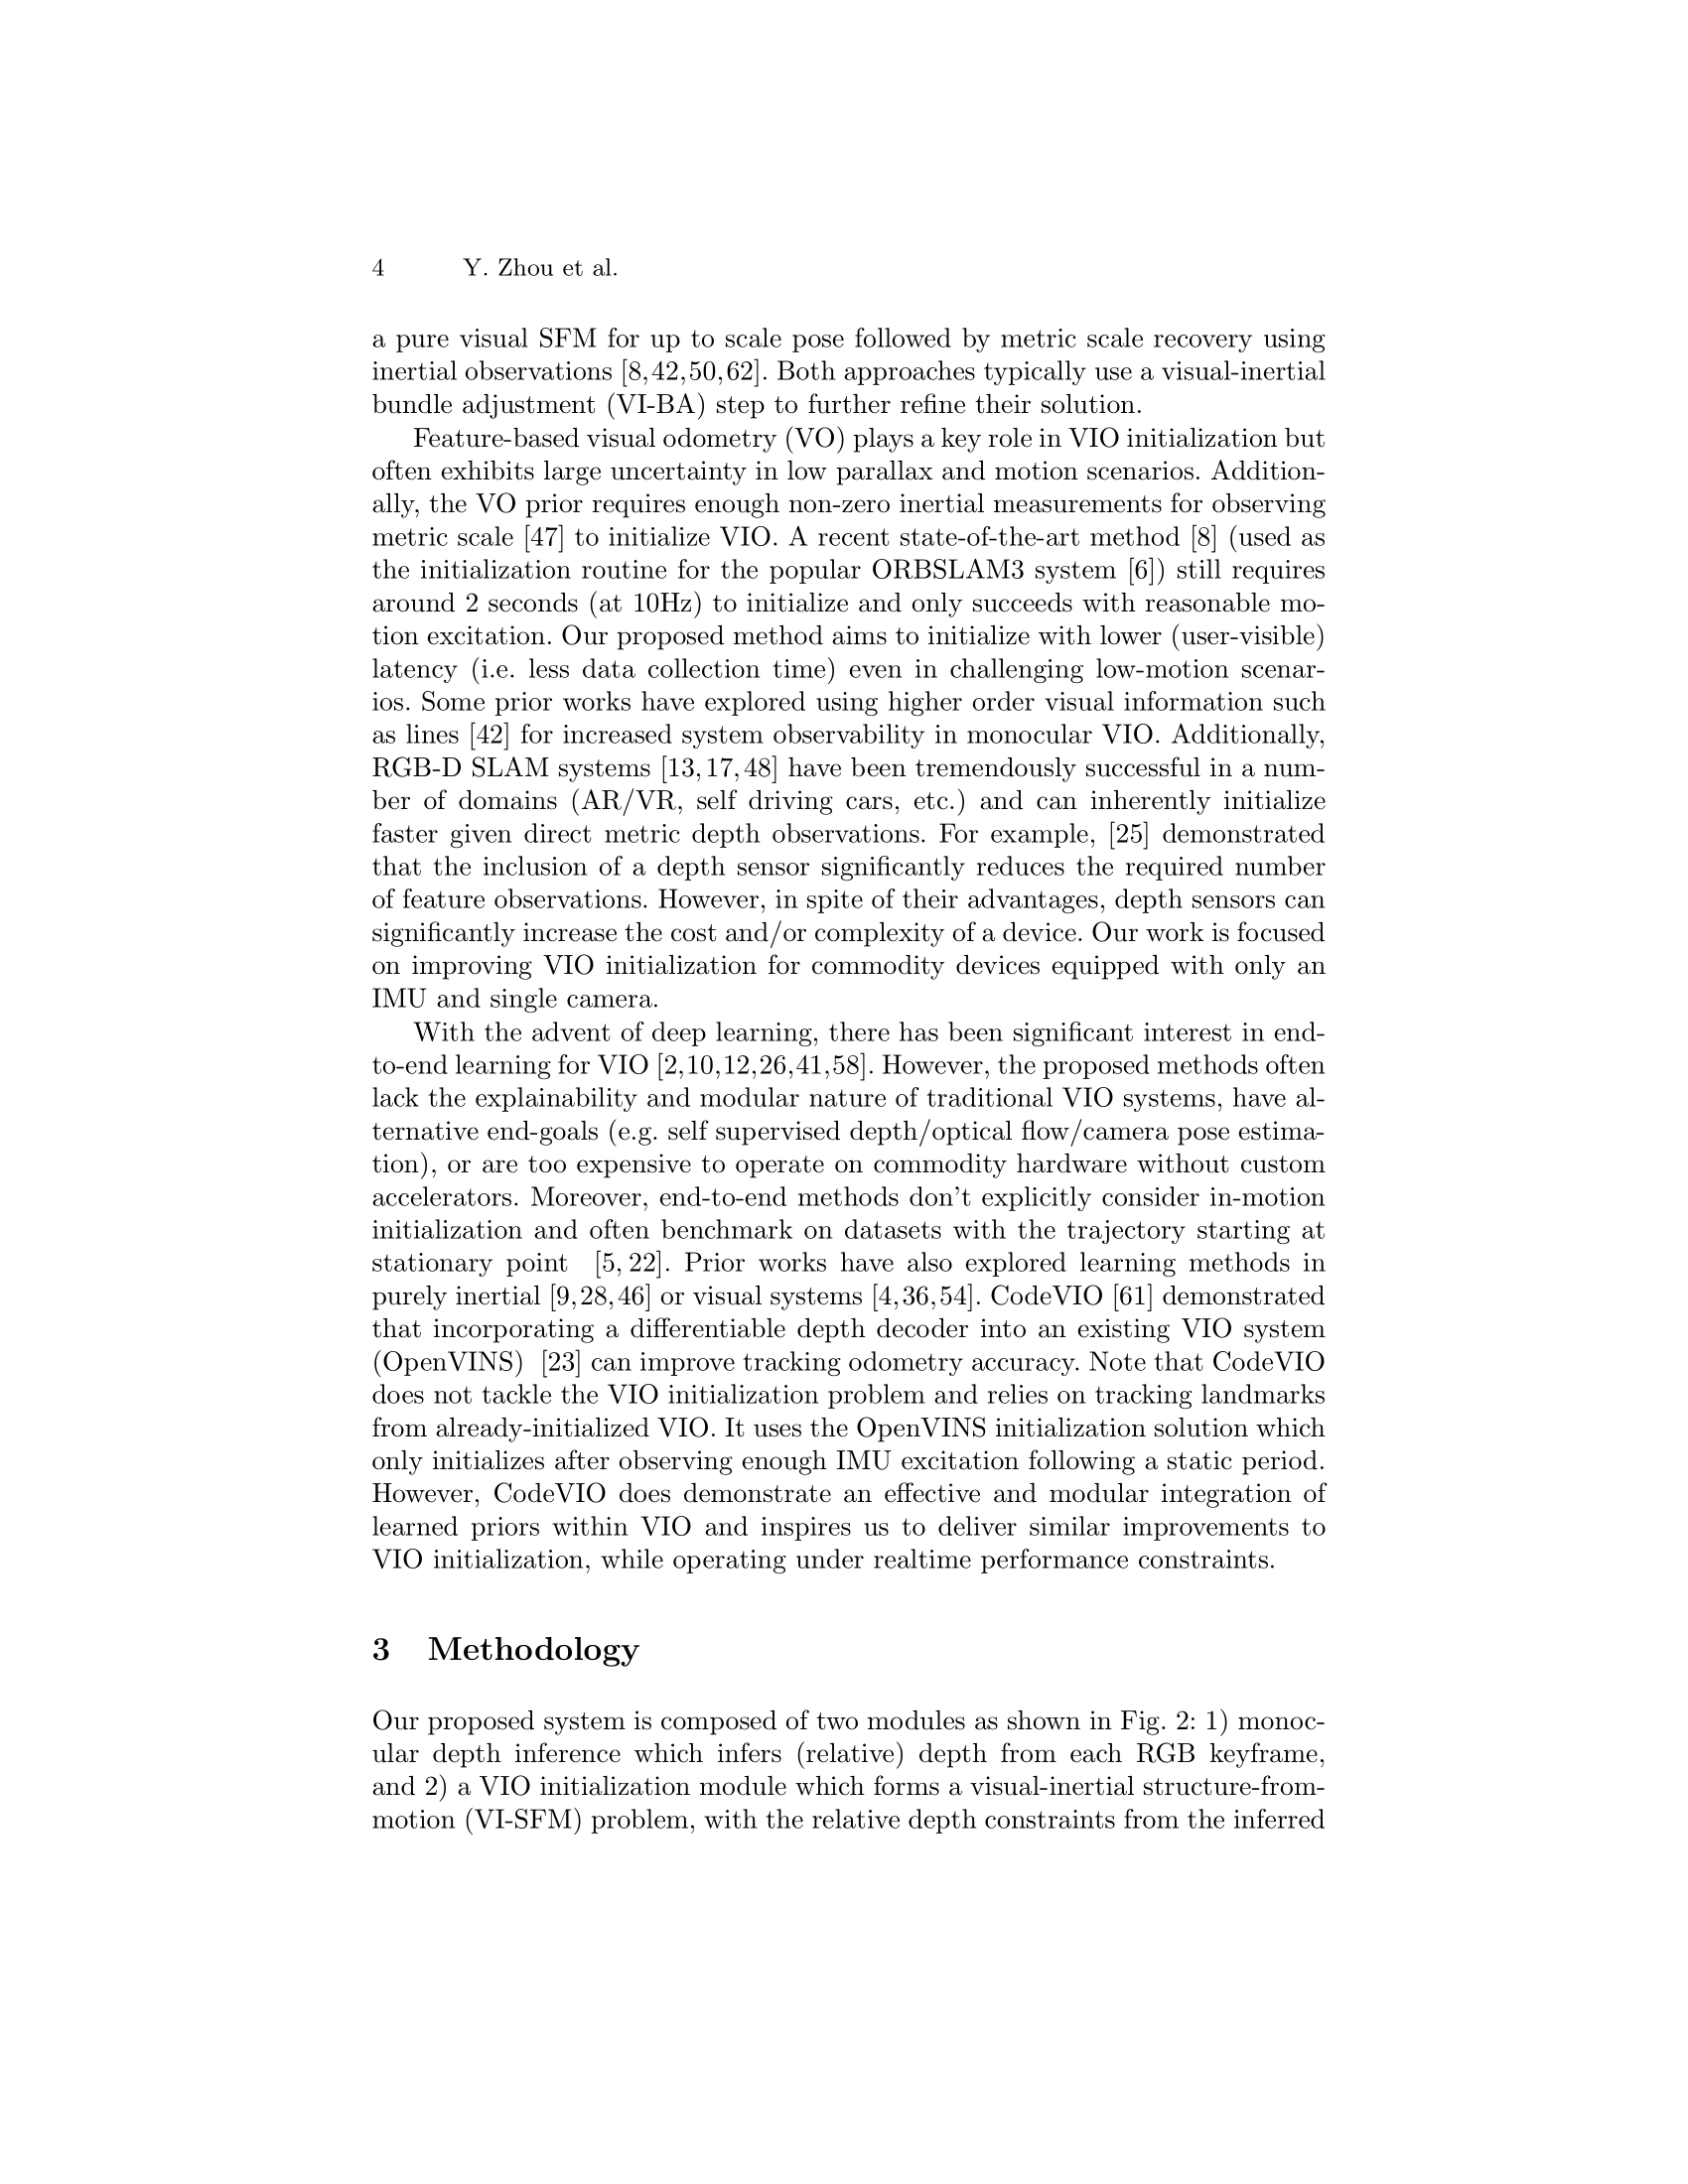 4 Y. Zhou et al.
a pure visual SFM for up to scale pose followed by metric scale recovery using
inertial observations [8,42,50,62]. Both approaches typically use a visual-inertial
bundle adjustment (VI-BA) step to further refine their solution.
Feature-based visual odometry (VO) plays a key role in VIO initialization but
often exhibits large uncertainty in low parallax and motion scenarios. Addition-
ally, the VO prior requires enough non-zero inertial measurements for observing
metric scale [47] to initialize VIO. A recent state-of-the-art method [8] (used as
the initialization routine for the popular ORBSLAM3 system [6]) still requires
around 2 seconds (at 10Hz) to initialize and only succeeds with reasonable mo-
tion excitation. Our proposed method aims to initialize with lower (user-visible)
latency (i.e. less data collection time) even in challenging low-motion scenar-
ios. Some prior works have explored using higher order visual information such
as lines [42] for increased system observability in monocular VIO. Additionally,
RGB-D SLAM systems [13,17,48] have been tremendously successful in a num-
ber of domains (AR/VR, self driving cars, etc.) and can inherently initialize
faster given direct metric depth observations. For example, [25] demonstrated
that the inclusion of a depth sensor significantly reduces the required number
of feature observations. However, in spite of their advantages, depth sensors can
significantly increase the cost and/or complexity of a device. Our work is focused
on improving VIO initialization for commodity devices equipped with only an
IMU and single camera.
With the advent of deep learning, there has been significant interest in end-
to-end learning for VIO [2,10,12,26,41,58]. However, the proposed methods often
lack the explainability and modular nature of traditional VIO systems, have al-
ternative end-goals (e.g. self supervised depth/optical flow/camera pose estima-
tion), or are too expensive to operate on commodity hardware without custom
accelerators. Moreover, end-to-end methods don't explicitly consider in-motion
initialization and often benchmark on datasets with the trajectory starting at
stationary point [5, 22]. Prior works have also explored learning methods in
purely inertial [9,28,46] or visual systems [4,36,54]. CodeVIO [61] demonstrated
that incorporating a differentiable depth decoder into an existing VIO system
(OpenVINS) [23] can improve tracking odometry accuracy. Note that CodeVIO
does not tackle the VIO initialization problem and relies on tracking landmarks
from already-initialized VIO. It uses the OpenVINS initialization solution which
only initializes after observing enough IMU excitation following a static period.
However, CodeVIO does demonstrate an effective and modular integration of
learned priors within VIO and inspires us to deliver similar improvements to
VIO initialization, while operating under realtime performance constraints.
3 Methodology
Our proposed system is composed of two modules as shown in Fig. 2: 1) monoc-
ular depth inference which infers (relative) depth from each RGB keyframe,
and 2) a VIO initialization module which forms a visual-inertial structure-from-
motion (VI-SFM) problem, with the relative depth constraints from the inferred